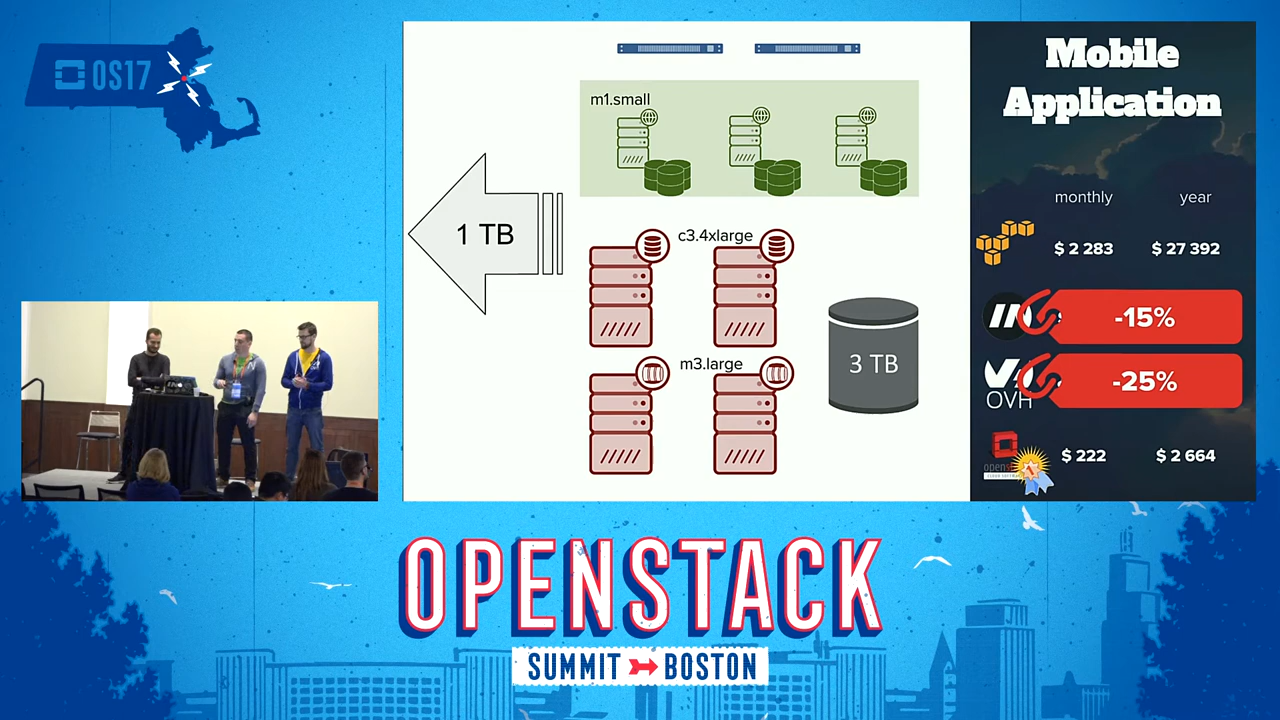 OS17
m1.small
1 TB
c3.4xlarge
m3.large
3 TB
Mobile
Application
monthly year
$ 2 283 $ 27 392
-15%
-25%
OVH
$ 222 $ 2 664
OPENSTACK
SUMMIT BOSTON